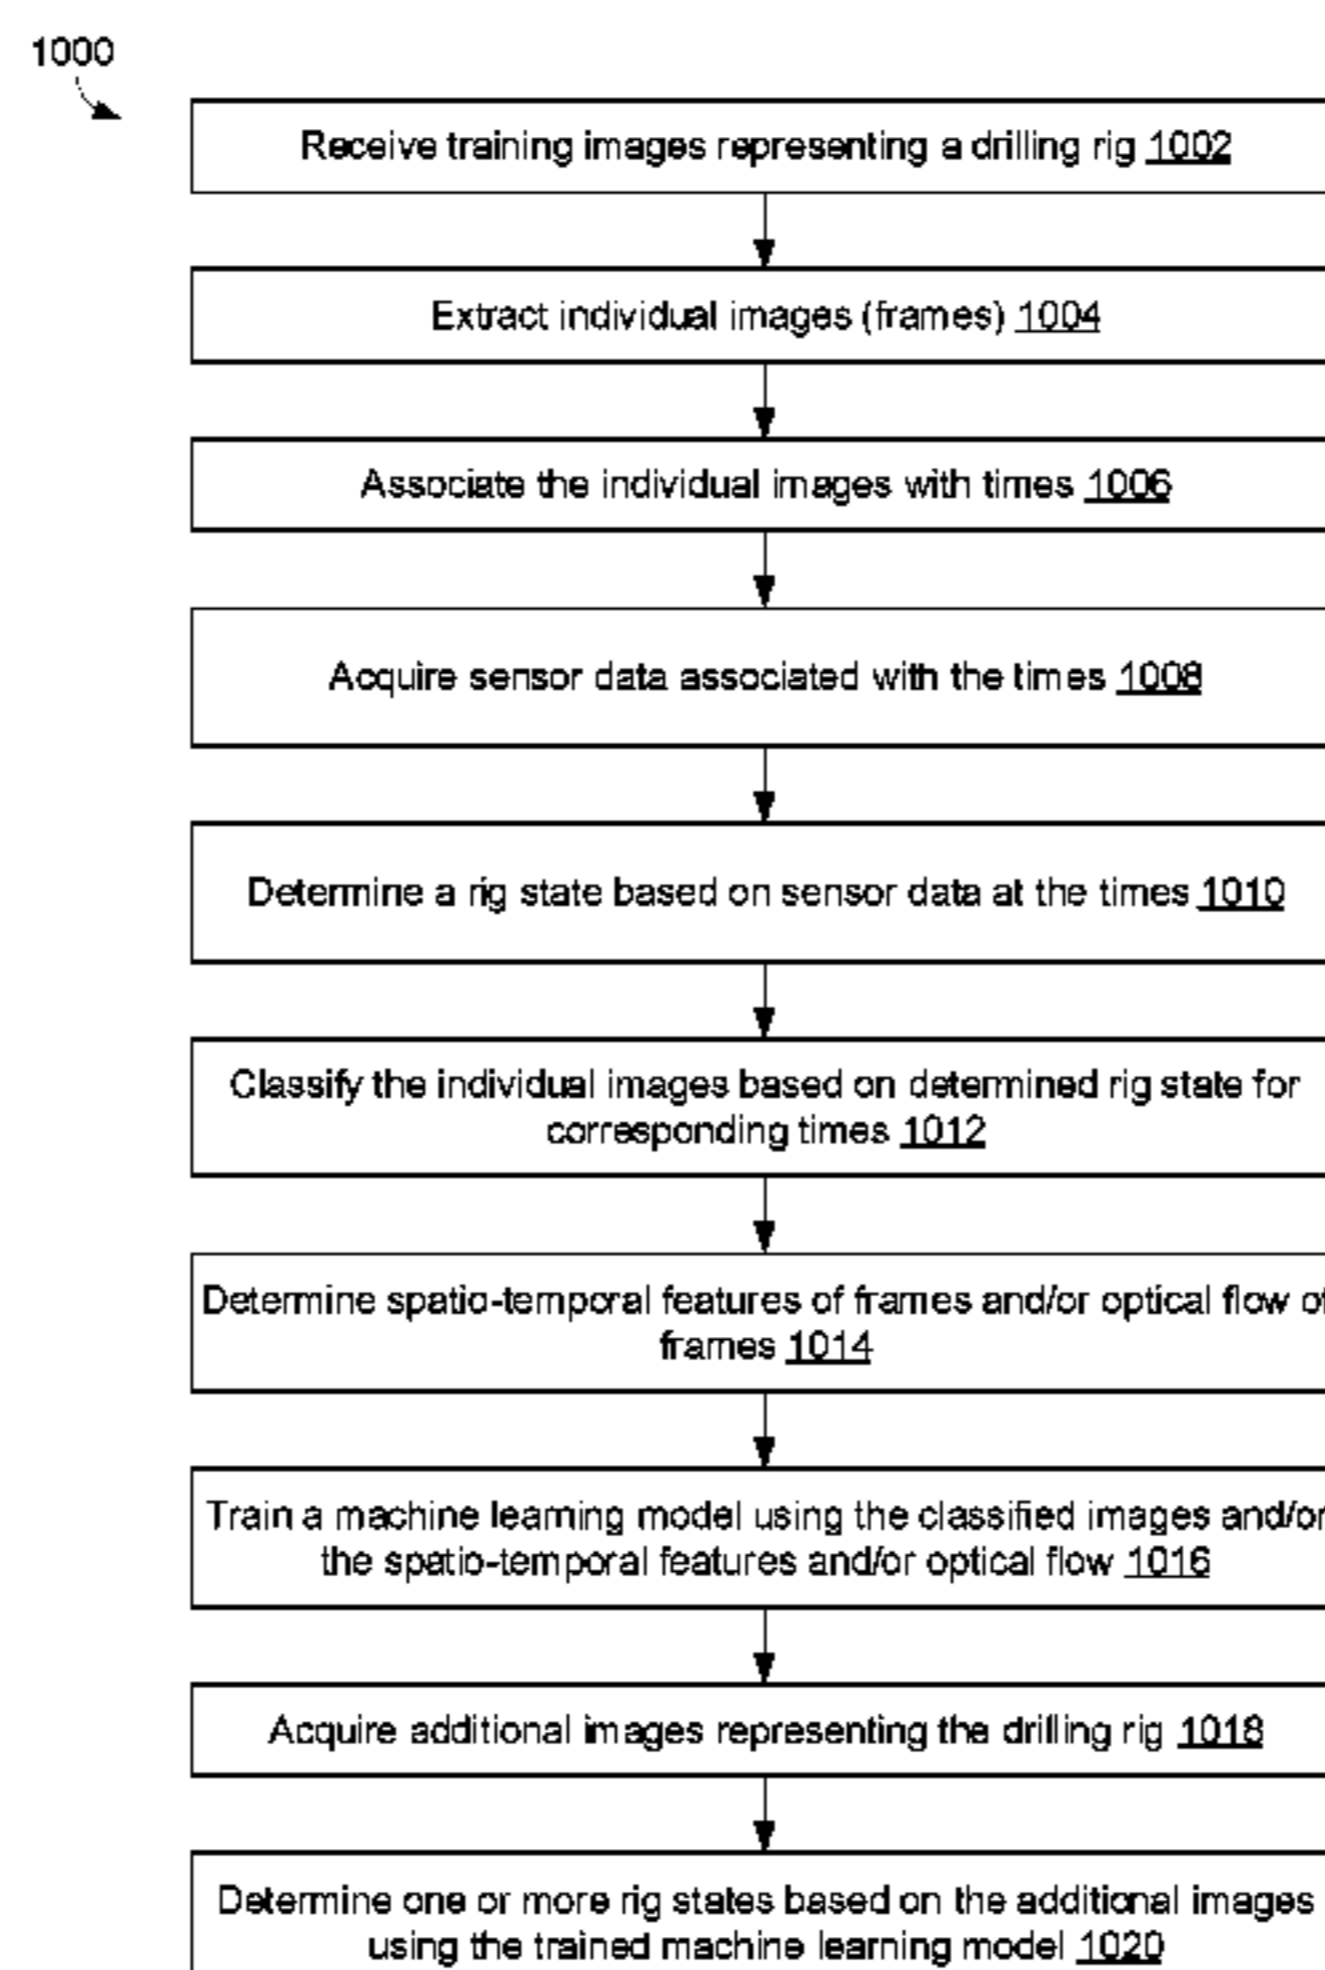 1000
Receive training images representing a drilling rig 1002
Extract individual images (frames) 1004
Associate the individual images with times 1006
Acquire sensor data associated with the times 1008
Determine a rig state based on sensor data at the times 1010
Classify the individual images based on determined rig state for
corresponding times 1012
Determine spatio-temporal features of frames and/or optical flow of
frames 1014
Train a machine learning model using the classified images and/or
the spatio-temporal features and/or optical flow 1016
Acquire additional images representing the drilling rig 1018
Determine one or more rig states based on the additional images
using the trained machine learning model 1020